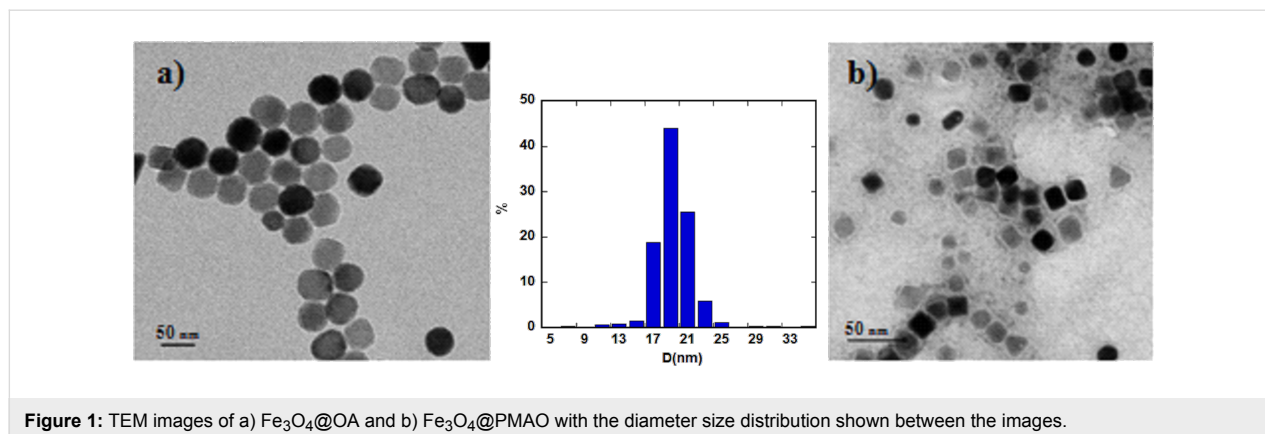 a)
50 nm
50
40
30
20
10
0
%
5 9 13 17 21 25 29 33
D(nm)
b)
50 nm
Figure 1: TEM images of a) Fe₃O₄@OA and b) Fe₃O₄@PMAO with the diameter size distribution shown between the images.